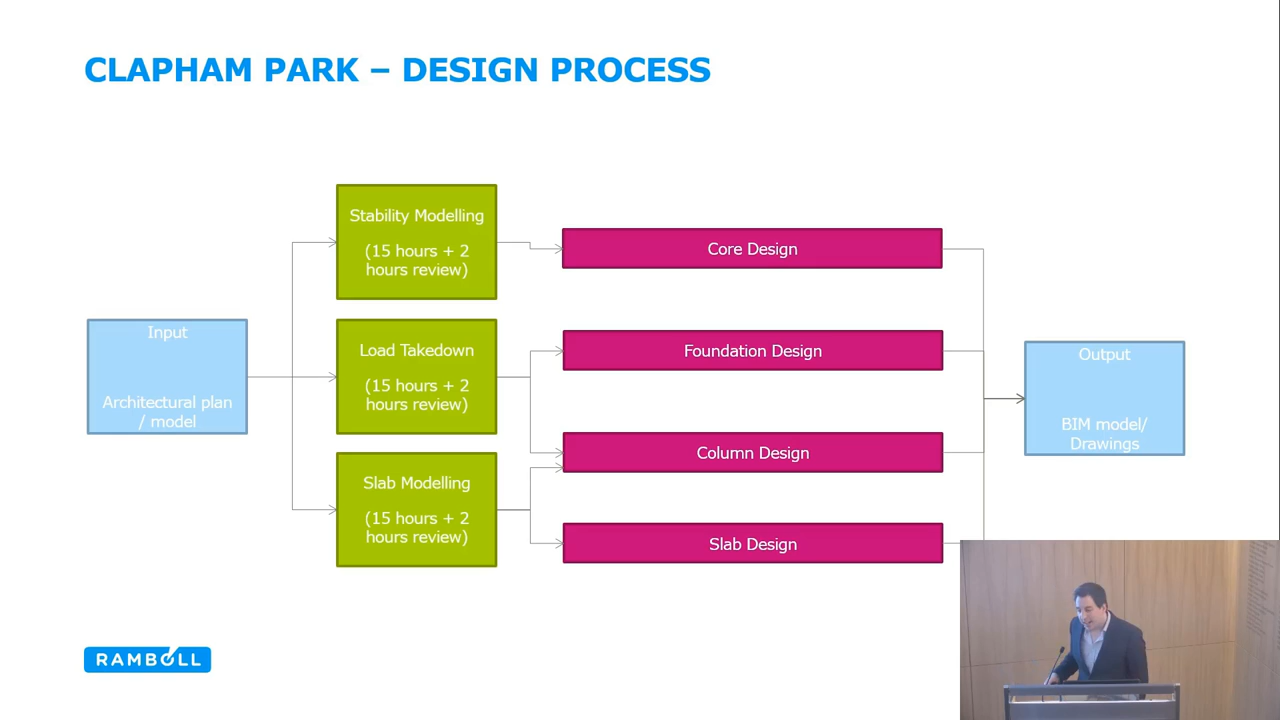 CLAPHAM PARK – DESIGN PROCESS
Stability Modelling
(15 hours + 2
hours review)
Core Design
Input
Architectural plan
/ model
Load Takedown
(15 hours + 2
hours review)
Foundation Design
Output
BIM model/
Drawings
Column Design
Slab Modelling
(15 hours + 2
hours review)
Slab Design
RAMBOLL